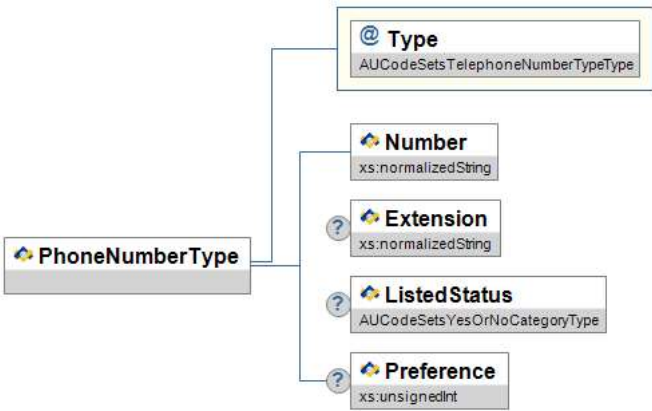 @ Type
AUCodeSetsTelephoneNumberTypeType
Number
xs:normalizedString
? Extension
xs:normalizedString
PhoneNumberType
? ListedStatus
AUCodeSetsYesOrNoCategoryType
? Preference
xs:unsignedInt